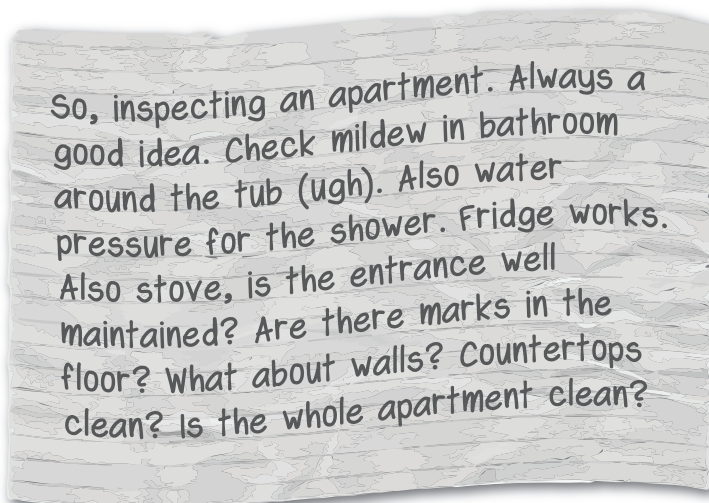 So, inspecting an apartment. Always a
good idea. Check mildew in bathroom
around the tub (ugh). Also water
pressure for the shower. Fridge works.
Also stove, is the entrance well
maintained? Are there marks in the
floor? What about walls? Countertops
clean? Is the whole apartment clean?